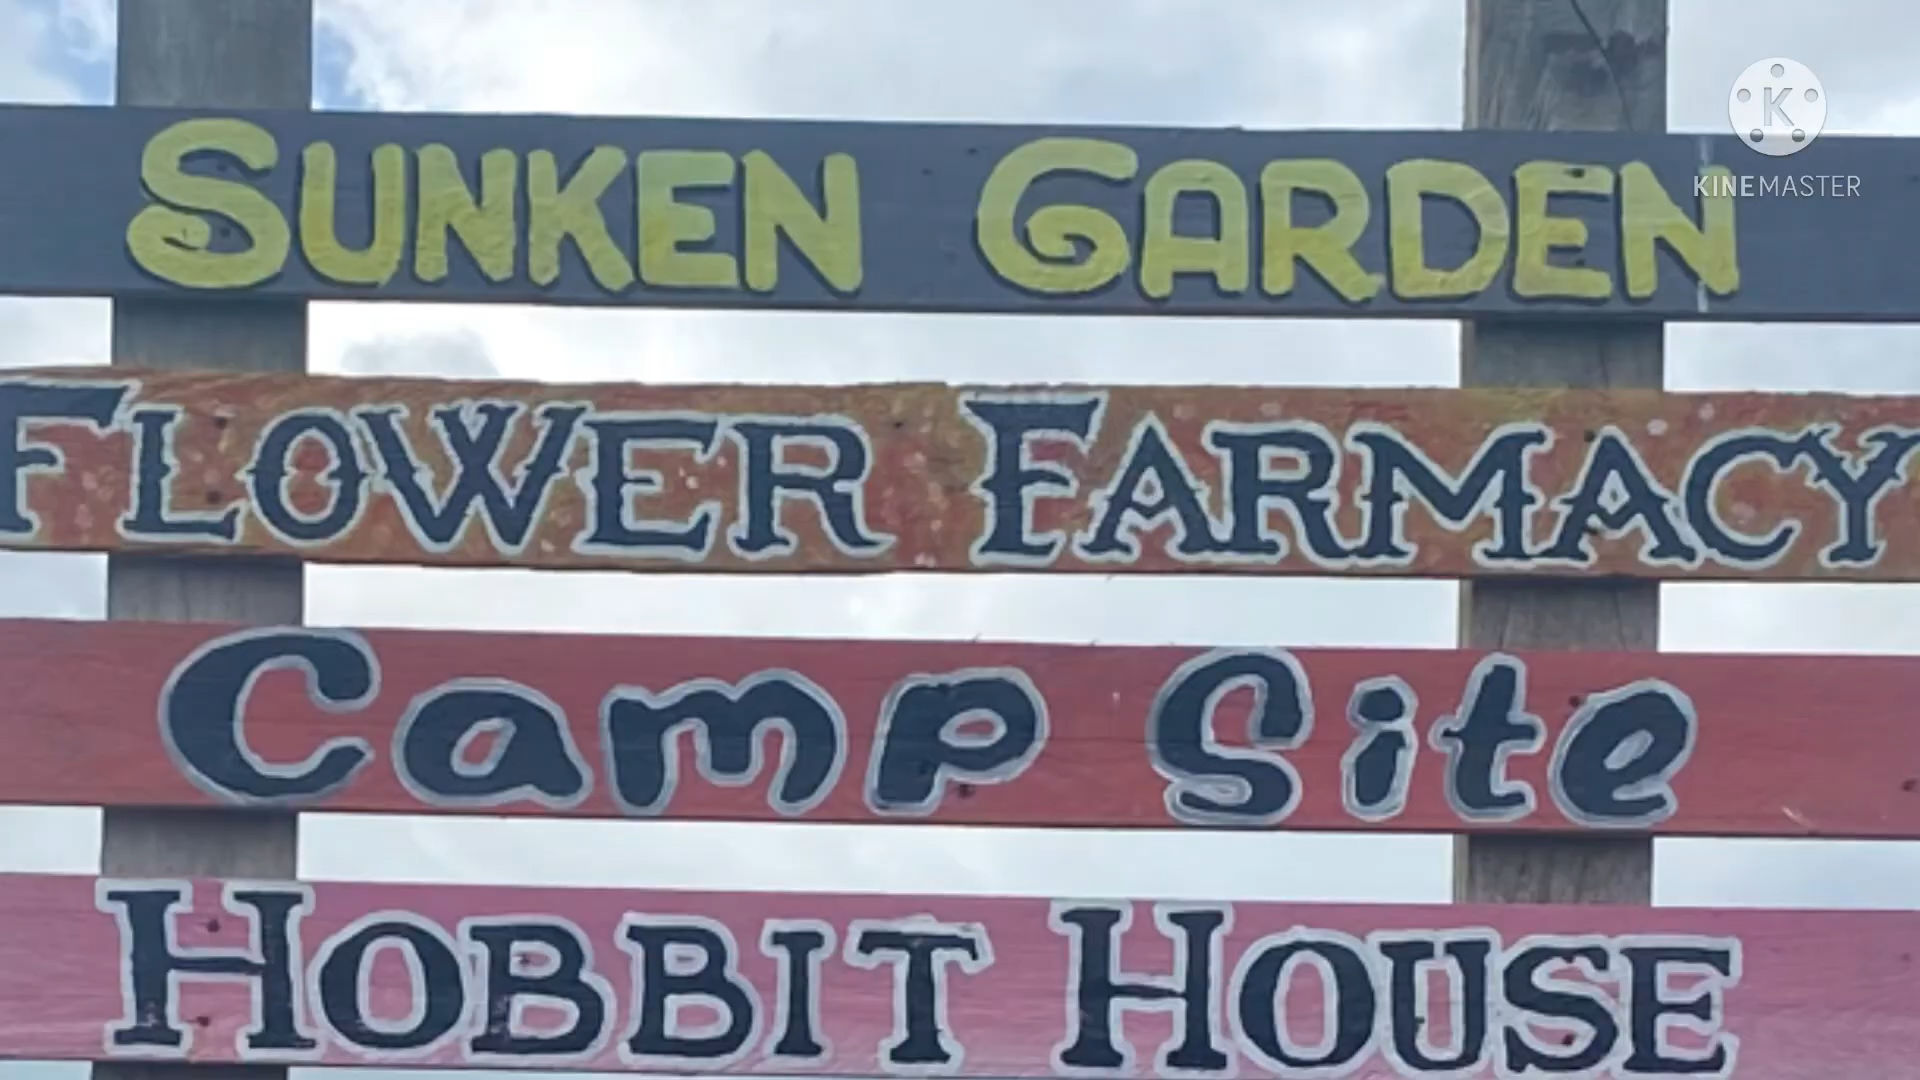 SUNKEN GARDEN
K
KINEMASTER
FLOWER FARMACY
Camp Site
HOBBIT HOUSE